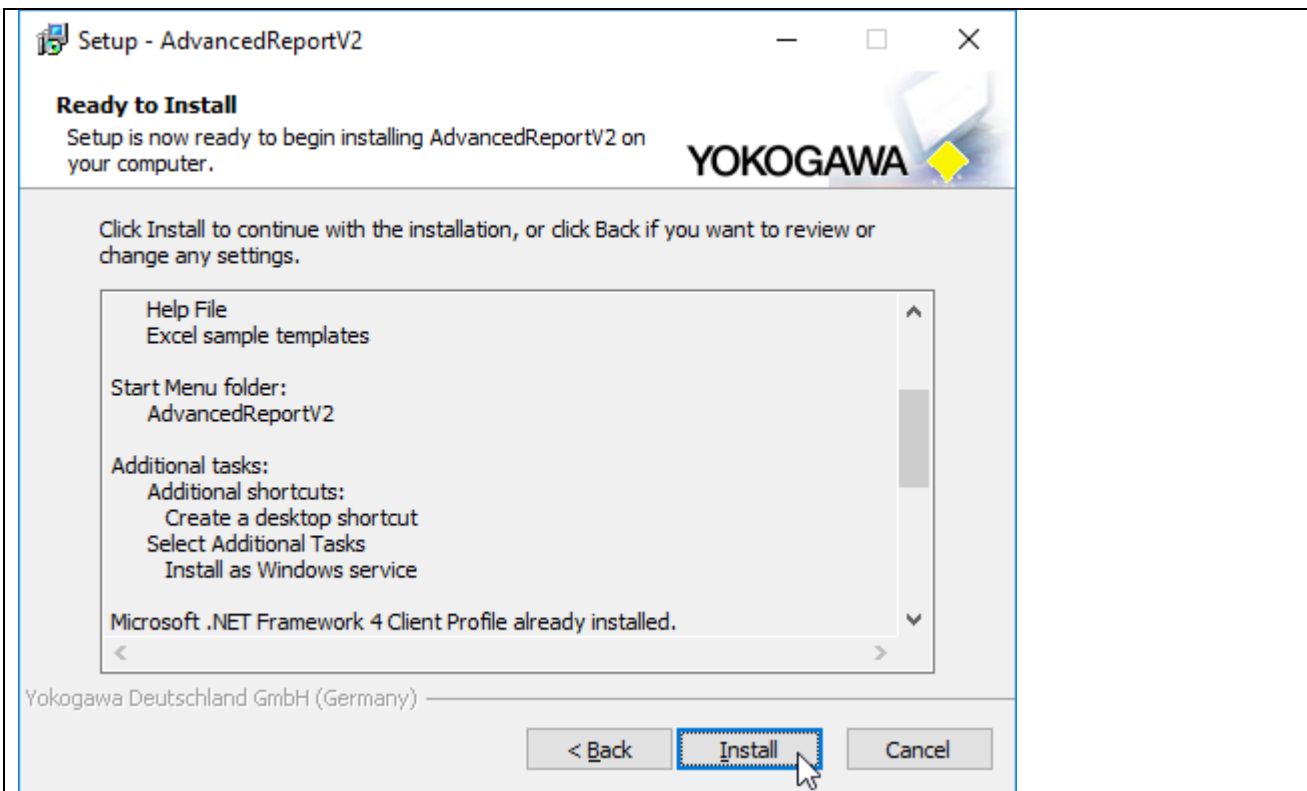 Setup - AdvancedReportV2
Ready to Install
Setup is now ready to begin installing AdvancedReportV2 on
your computer.
YOKOGAWA
Click Install to continue with the installation, or click Back if you want to review or
change any settings.
Help File
Excel sample templates
Start Menu folder:
AdvancedReportV2
Additional tasks:
Additional shortcuts:
Create a desktop shortcut
Select Additional Tasks
Install as Windows service
Microsoft .NET Framework 4 Client Profile already installed.
Yokogawa Deutschland GmbH (Germany)
< Back Install Cancel